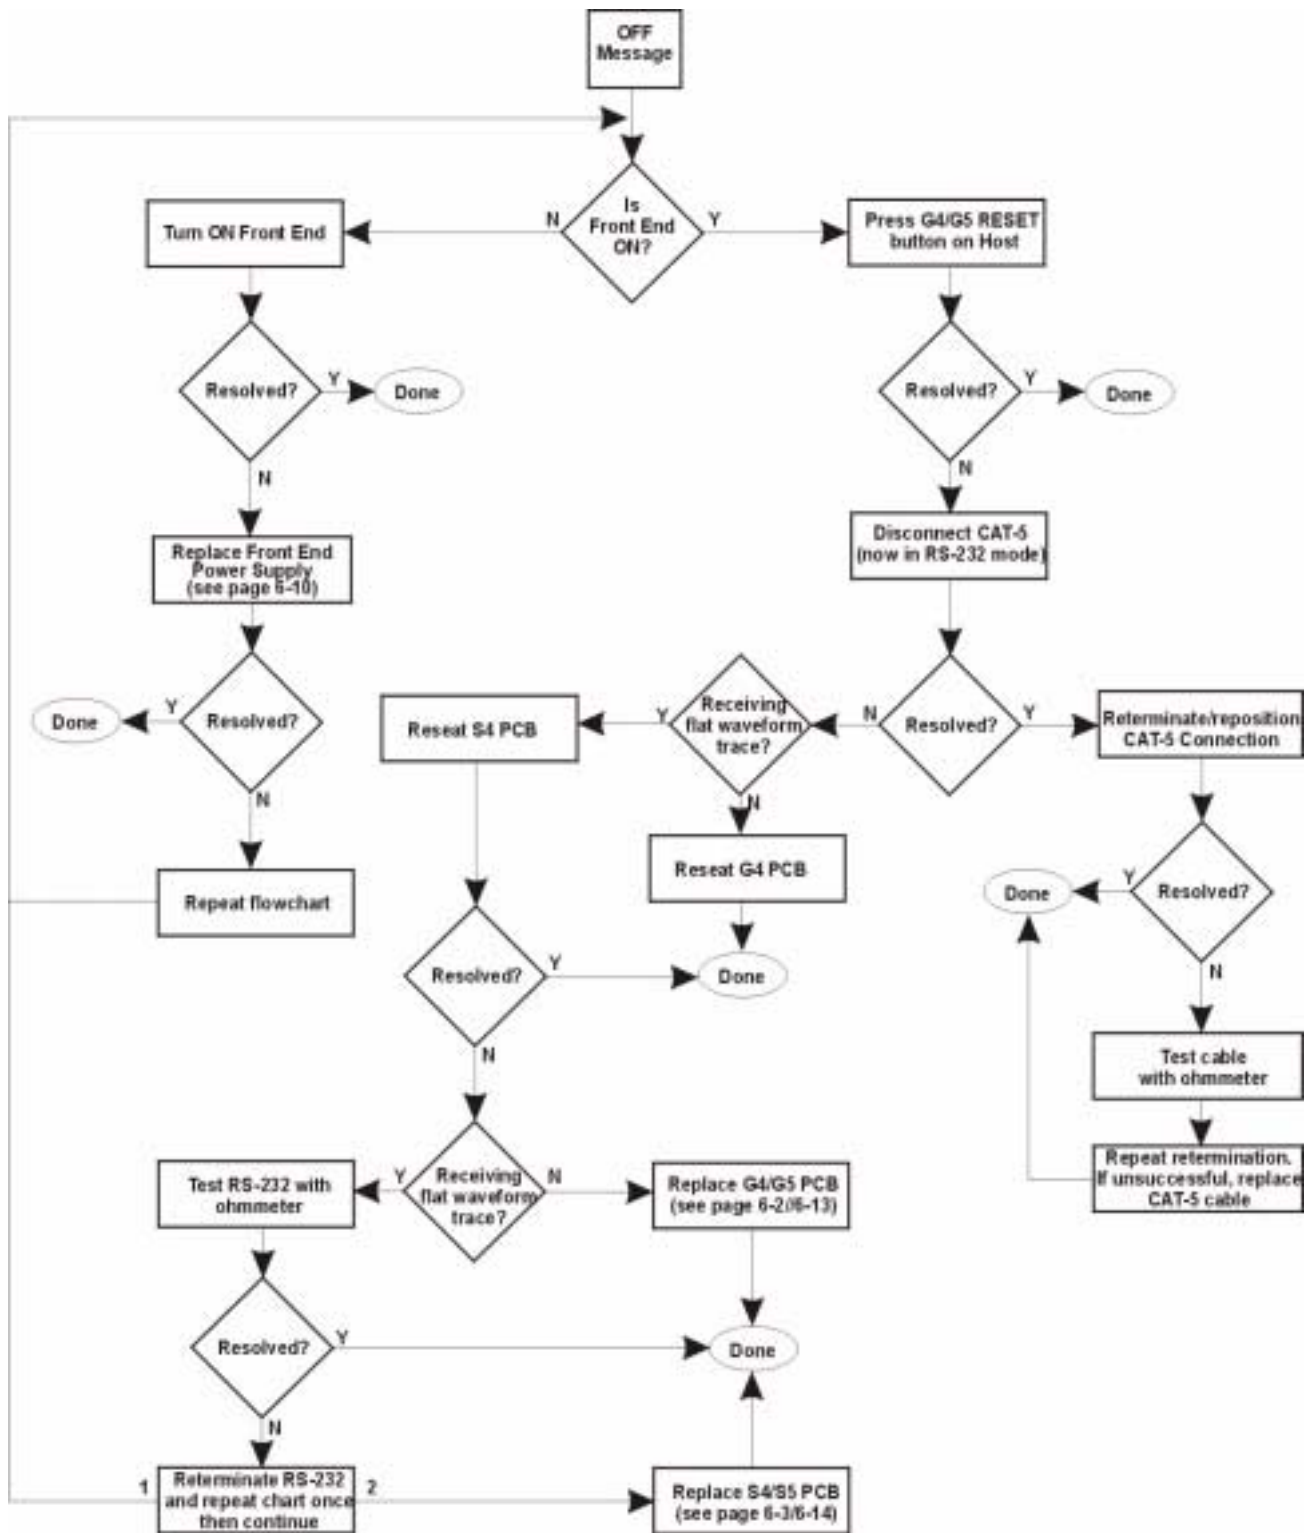 OFF
Message
Is
Front End
ON?
N
Y
Turn ON Front End
Press G4/G5 RESET
button on Host
Resolved?
Y
Done
N
Resolved?
Y
Done
N
Replace Front End
Power Supply
(see page 6-10)
Disconnect CAT-5
(now in RS-232 mode)
Done
Y
Resolved?
N
Reseat S4 PCB
Y
Receiving
flat waveform
trace?
N
N
Resolved?
Y
Reterminate/reposition
CAT-5 Connection
Repeat flowchart
Reseat G4 PCB
Done
Y
Resolved?
N
Resolved?
Y
Done
N
Test cable
with ohmmeter
Repeat retermination.
If unsuccessful, replace
CAT-5 cable
Test RS-232 with
ohmmeter
Y
Receiving
flat waveform
trace?
N
Replace G4/G5 PCB
(see page 6-2//6-13)
Resolved?
Y
Done
N
1
Reterminate RS-232
and repeat chart once
then continue
2
Replace S4/S5 PCB
(see page 6-3/6-14)